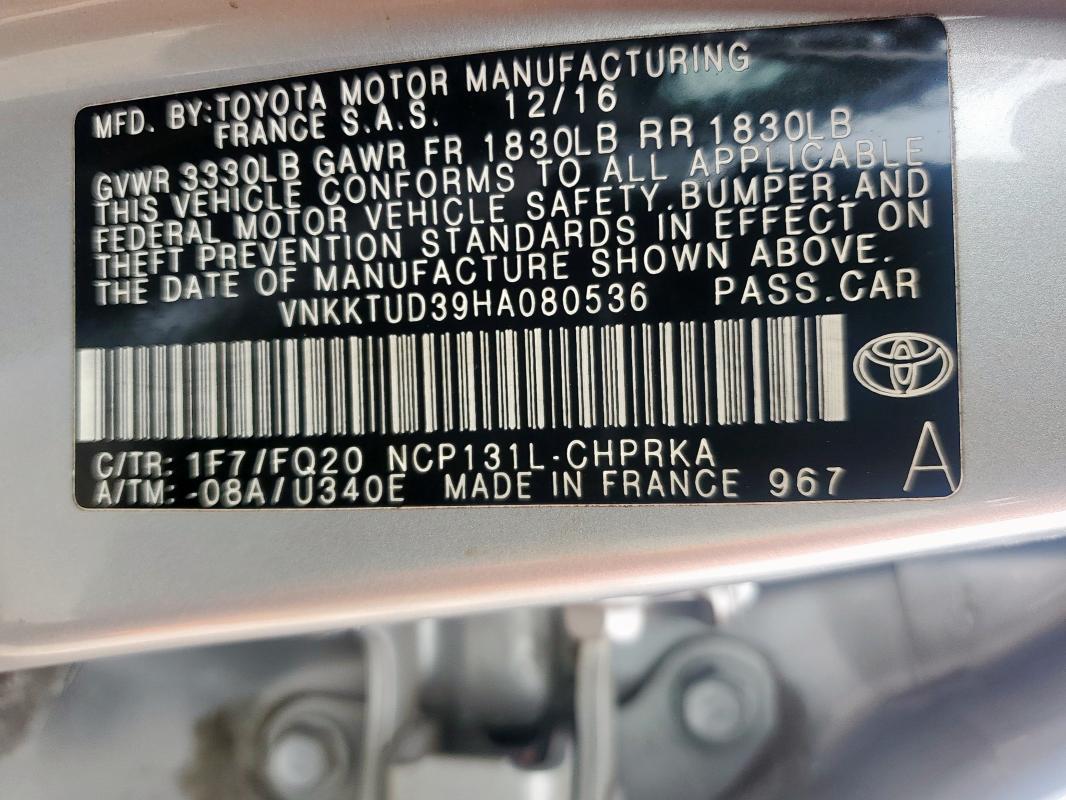 MFD. BY:TOYOTA MOTOR MANUFACTURING
FRANCE S.A.S. 12/16
GVWR 3330LB GAWR FR 1830LB RR 1830LB
THIS VEHICLE CONFORMS TO ALL APPLICABLE
FEDERAL MOTOR VEHICLE SAFETY,BUMPER,AND
THEFT PREVENTION STANDARDS IN EFFECT ON
THE DATE OF MANUFACTURE SHOWN ABOVE.
VNKKTUD39HA080536 PASS.CAR
C/TR: 1F7/FQ20 NCP131L-CHPRKA
A/TM: -08A/U340E MADE IN FRANCE 967 A